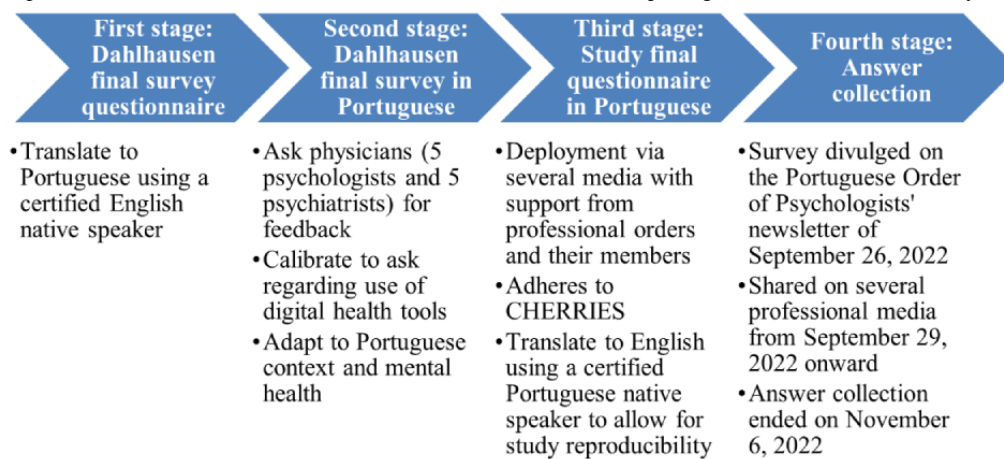 First stage:
Dahlhausen
final survey
questionnaire
•Translate to
Portuguese using a
certified English
native speaker
Second stage:
Dahlhausen
final survey in
Portuguese
•Ask physicians (5
psychologists and 5
psychiatrists) for
feedback
•Calibrate to ask
regarding use of
digital health tools
•Adapt to Portuguese
context and mental
health
Third stage:
Study final
questionnaire
in Portuguese
•Deployment via
several media with
support from
professional orders
and their members
•Adheres to
CHERRIES
•Translate to English
using a certified
Portuguese native
speaker to allow for
study reproducibility
Fourth stage:
Answer
collection
•Survey divulged on
the Portuguese Order
of Psychologists'
newsletter of
September 26, 2022
•Shared on several
professional media
from September 29,
2022 onward
•Answer collection
ended on November
6, 2022